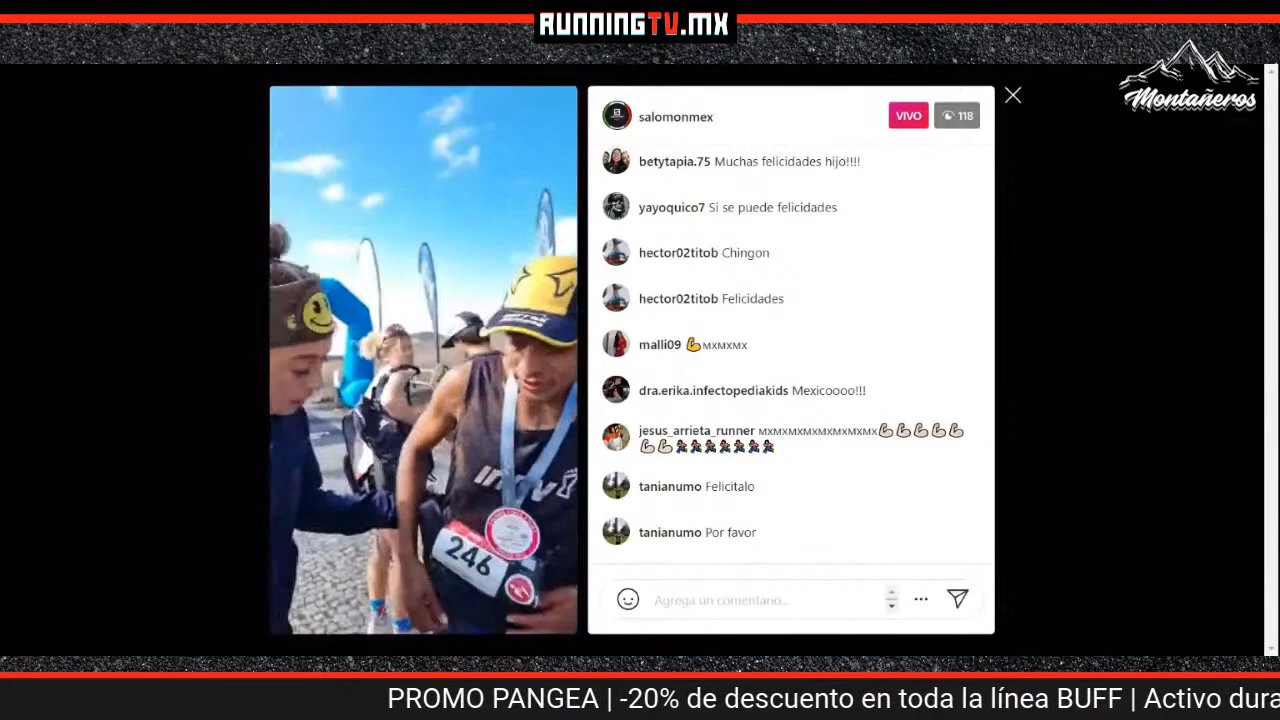 RUNNINGTV.MX
Montañeros
salomonmex
VIVO
118
betytapia.75 Muchas felicidades hijo!!!!
yayoquico7 Si se puede felicidades
hector02titob Chingon
hector02titob Felicidades
malli09 💪MXMXMX
dra.erika.infectopediakids Mexicoooo!!!
jesus_arrieta_runner MXMXMXMXMXMXMXMX💪🏻💪🏻💪🏻💪🏻💪🏻
💪🏻💪🏻🏃🏃🏃🏃🏃🏃🏃
tanianumo Felicitalo
tanianumo Por favor
Agrega un comentario...
246
PROMO PANGEA | -20% de descuento en toda la línea BUFF | Activo dura